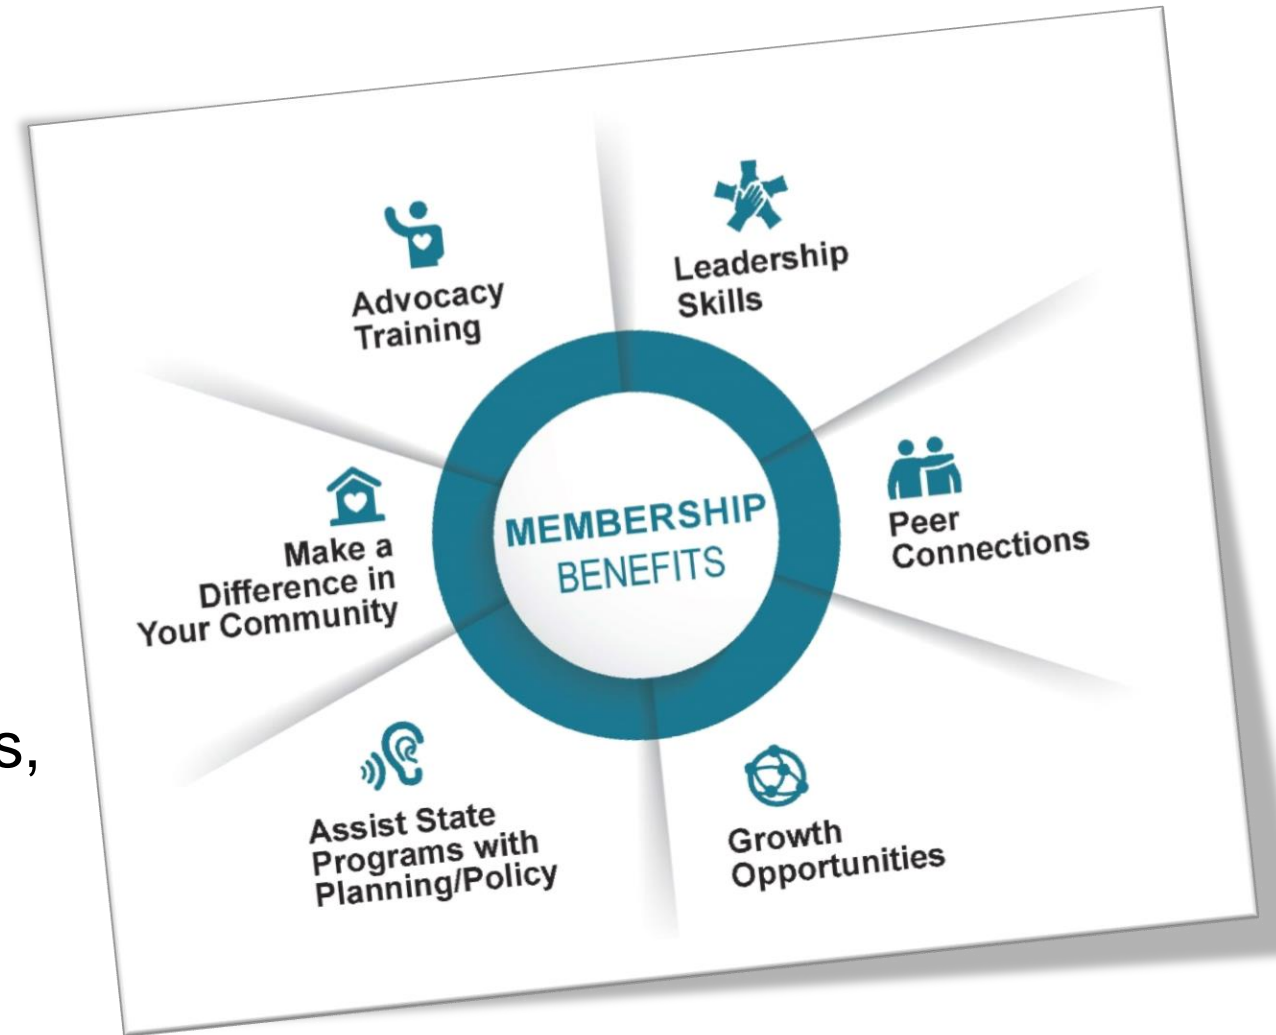 Advocacy
Training
Leadership
Skills
MEMBERSHIP
BENEFITS
Peer
Connections
Make a
Difference in
Your Community
s,
Assist State
Programs with
Planning/Policy
Growth
Opportunities